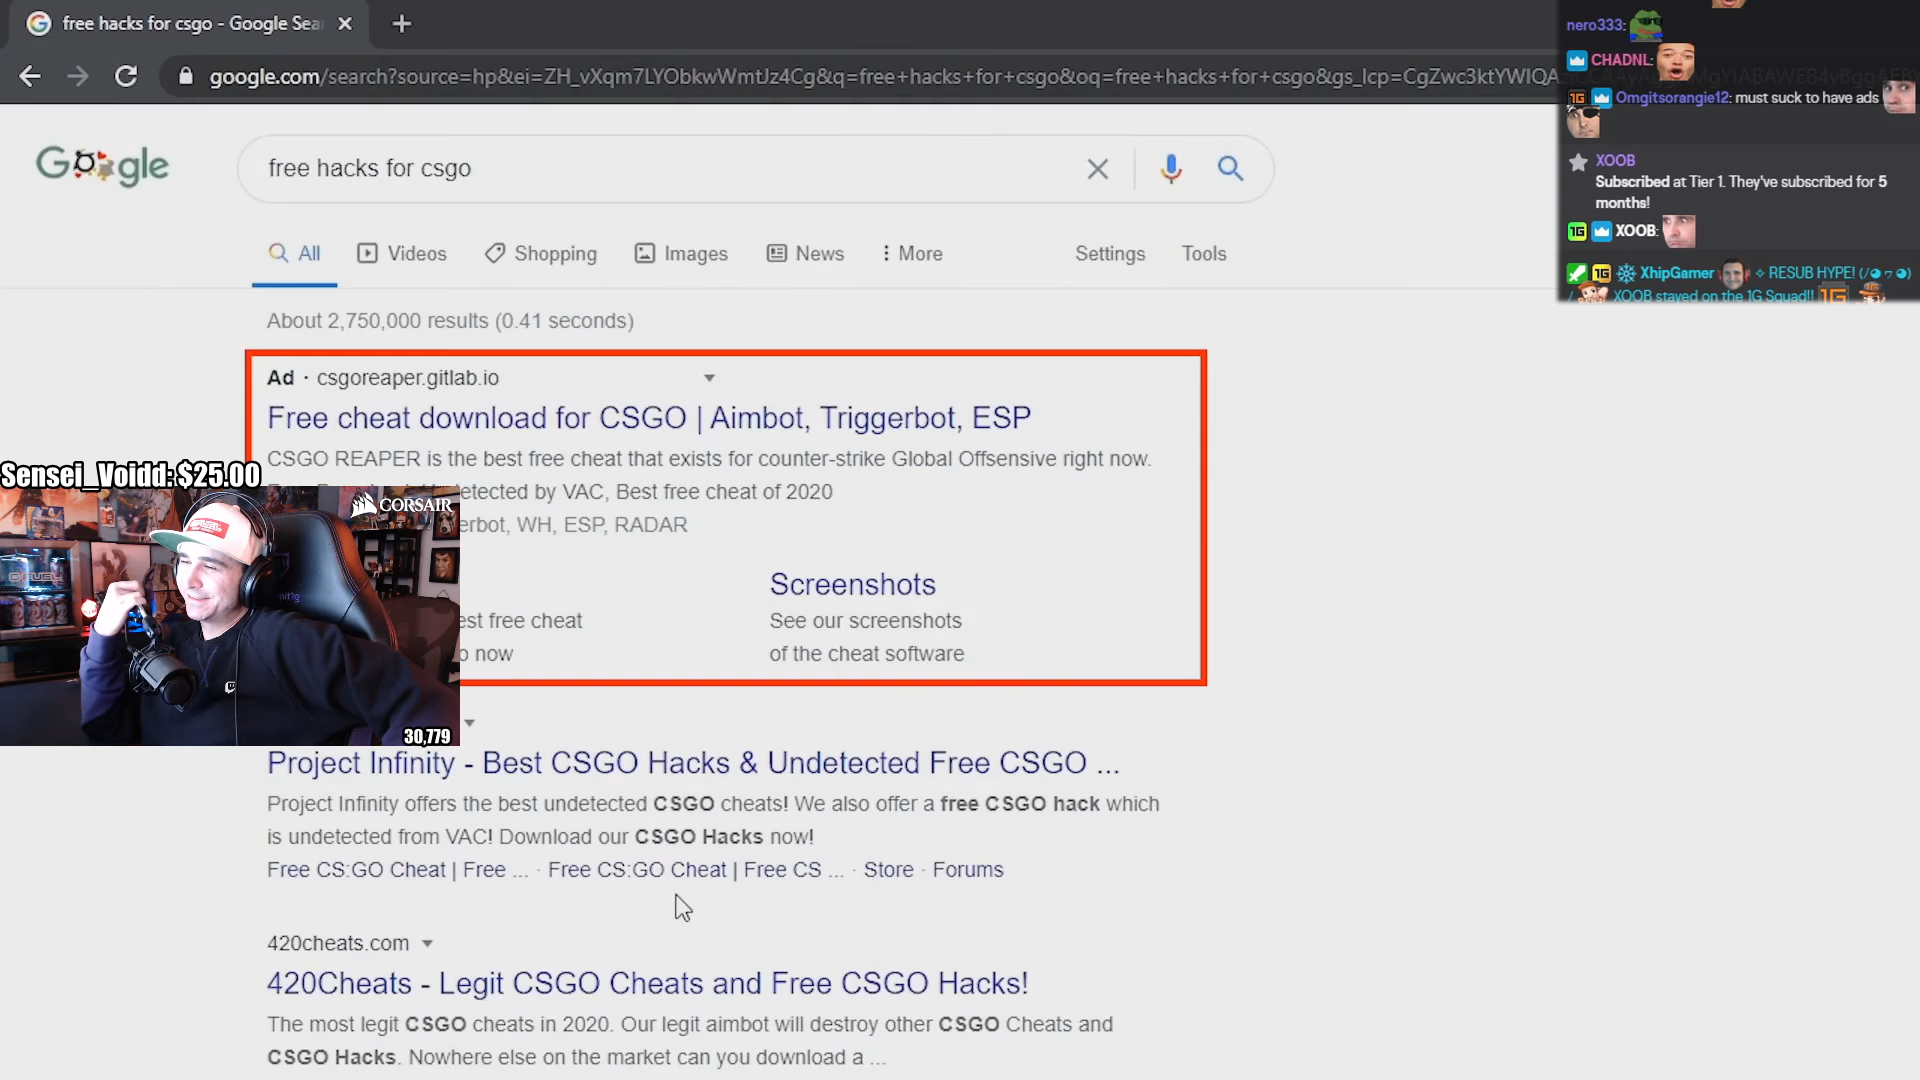 free hacks for csgo - Google Sea
google.com/search?source=hp&ei=ZH_vXqm7LYObkwWmtJz4Cg&q=free+hacks+for+csgo&oq=free+hacks+for+csgo&gs_lcp=CgZwc3ktYWIQA
nero333:
CHADNL:
1G Omgitsorangie12: must suck to have ads
XOOB
Subscribed at Tier 1. They've subscribed for 5
months!
1G XOOB:
1G XhipGamer ✧ RESUB HYPE!
XOOB stayed on the 1G Squad!! 1G
Google
free hacks for csgo
All Videos Shopping Images News More Settings Tools
About 2,750,000 results (0.41 seconds)
Ad · csgoreaper.gitlab.io
Free cheat download for CSGO | Aimbot, Triggerbot, ESP
CSGO REAPER is the best free cheat that exists for counter-strike Global Offsensive right now.
etected by VAC, Best free cheat of 2020
erbot, WH, ESP, RADAR
Screenshots
est free cheat
See our screenshots
o now
of the cheat software
Sensei_Voidd: $25.00
CORSAIR
G FUEL
30,779
Project Infinity - Best CSGO Hacks & Undetected Free CSGO ...
Project Infinity offers the best undetected CSGO cheats! We also offer a free CSGO hack which
is undetected from VAC! Download our CSGO Hacks now!
Free CS:GO Cheat | Free ... · Free CS:GO Cheat | Free CS ... · Store · Forums
420cheats.com
420Cheats - Legit CSGO Cheats and Free CSGO Hacks!
The most legit CSGO cheats in 2020. Our legit aimbot will destroy other CSGO Cheats and
CSGO Hacks. Nowhere else on the market can you download a ...